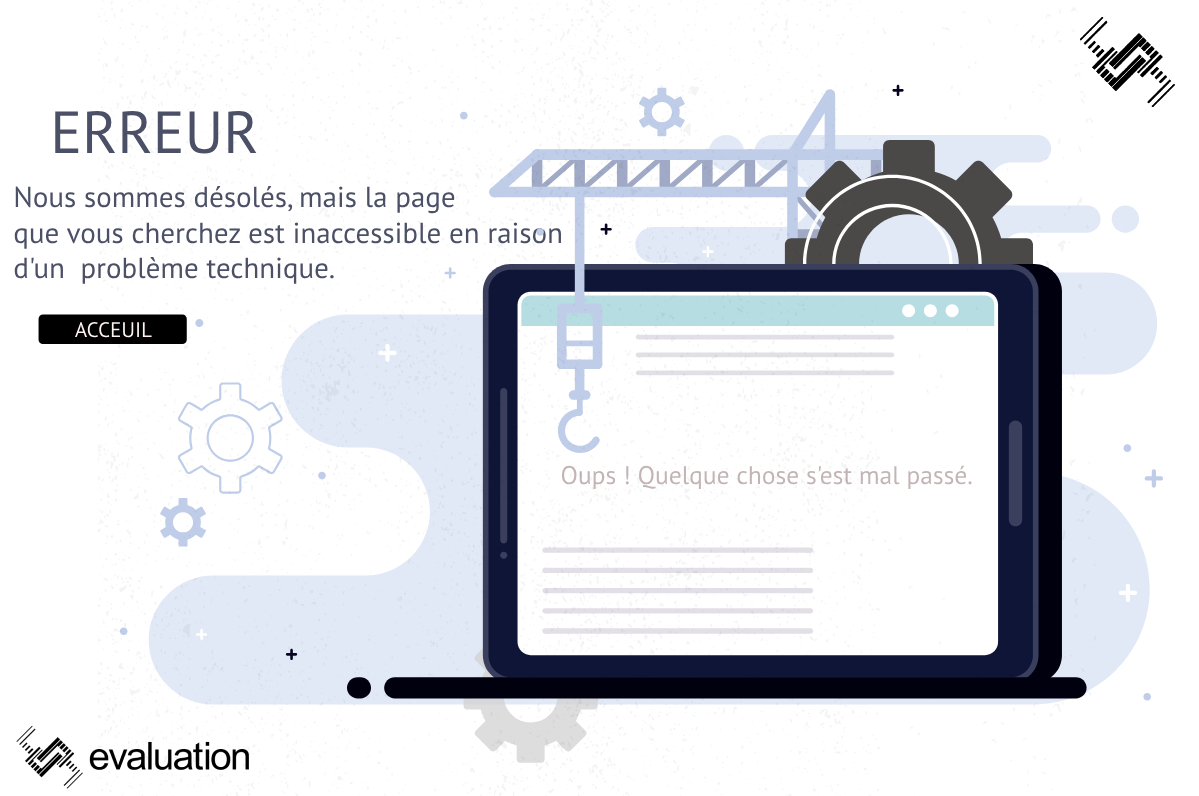 ERREUR
Nous sommes désolés, mais la page
que vous cherchez est inaccessible en raison
d'un problème technique.
ACCEUIL
Oups ! Quelque chose s'est mal passé.
evaluation